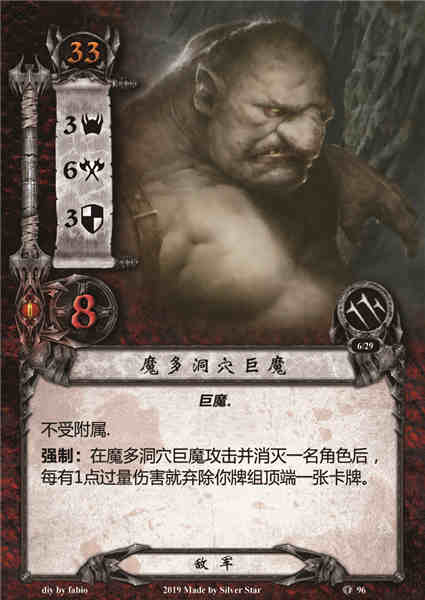 33
3
6
3
8
6/29
魔多洞穴巨魔
巨魔.
不受附属.
强制：在魔多洞穴巨魔攻击并消灭一名角色后，
每有1点过量伤害就弃除你牌组顶端一张卡牌。
敌军
diy by fabio
2019 Made by Silver Star
96